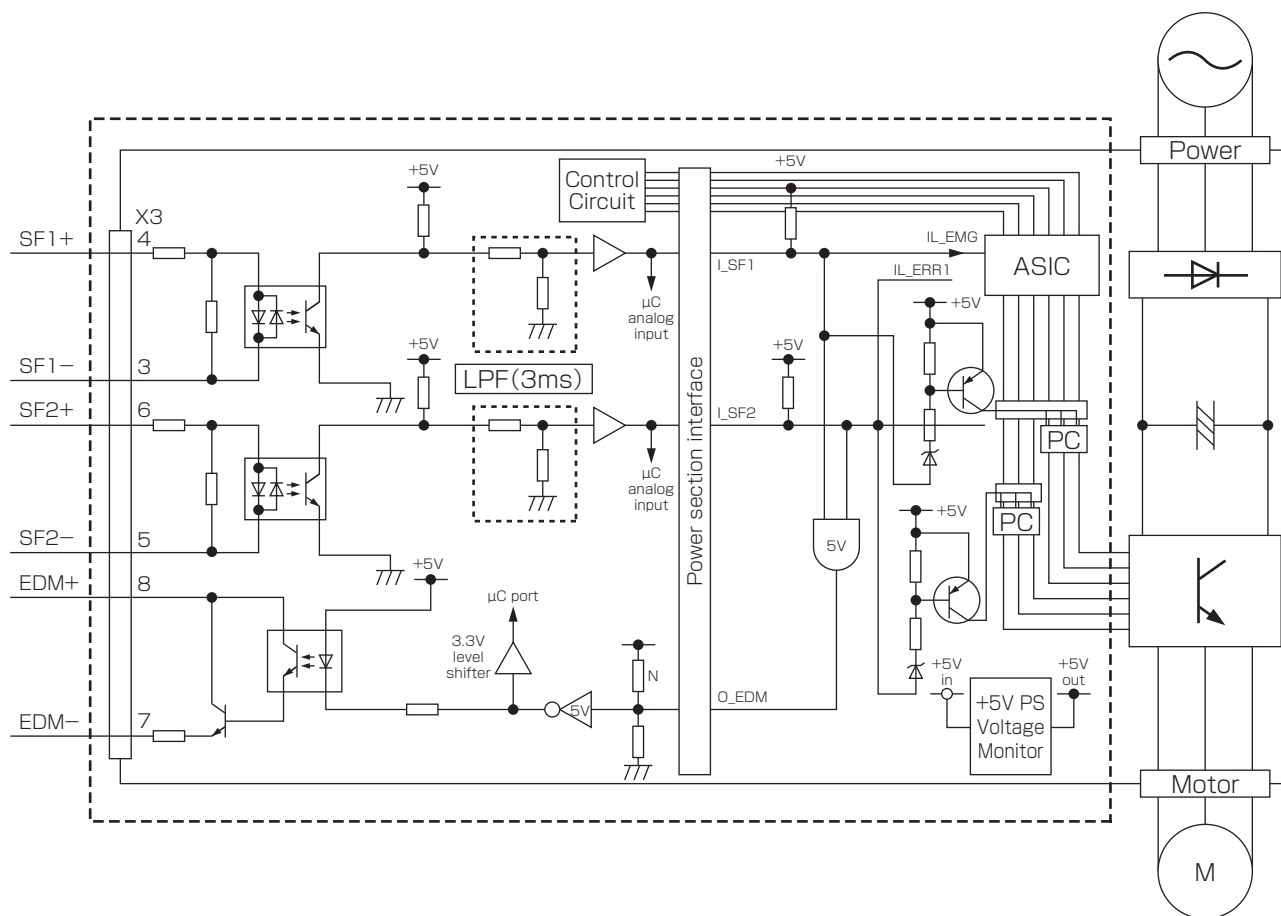 Power
+5V
+5V
Control
Circuit
X3
SF1+
4
IL_EMG
I_SF1
ASIC
IL_ERR1
µC
analog
input
+5V
+5V
+5V
SF1−
3
LPF(3ms)
SF2+
6
I_SF2
PC
µC
analog
input
Power section interface
PC
+5V
5V
SF2−
5
+5V
EDM+
8
µC port
3.3V
level
shifter
N
+5V
in
+5V
out
O_EDM
5V
EDM−
7
+5V PS
Voltage
Monitor
Motor
M